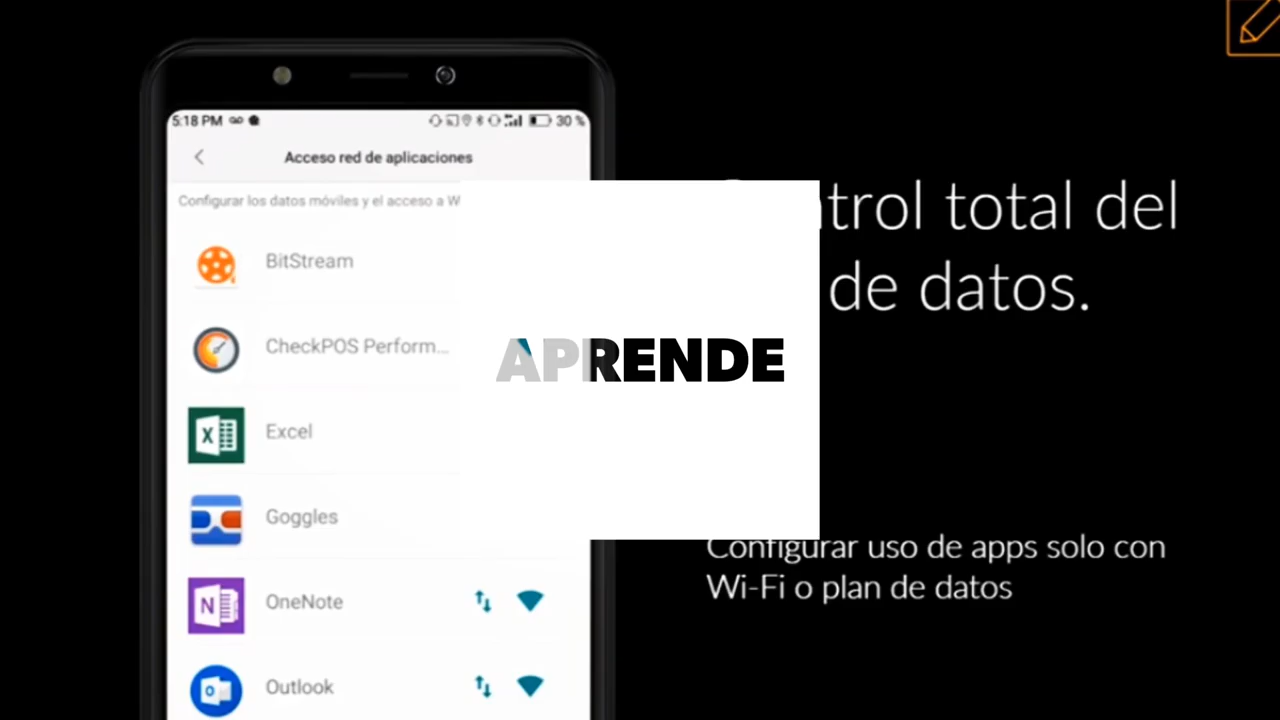 5:18 PM
30 %
Acceso red de aplicaciones
Configurar los datos móviles y el acceso a W
BitStream
CheckPOS Perform...
Excel
Goggles
OneNote
Outlook
APRENDE
trol total del
de datos.
Configurar uso de apps solo con
Wi-Fi o plan de datos